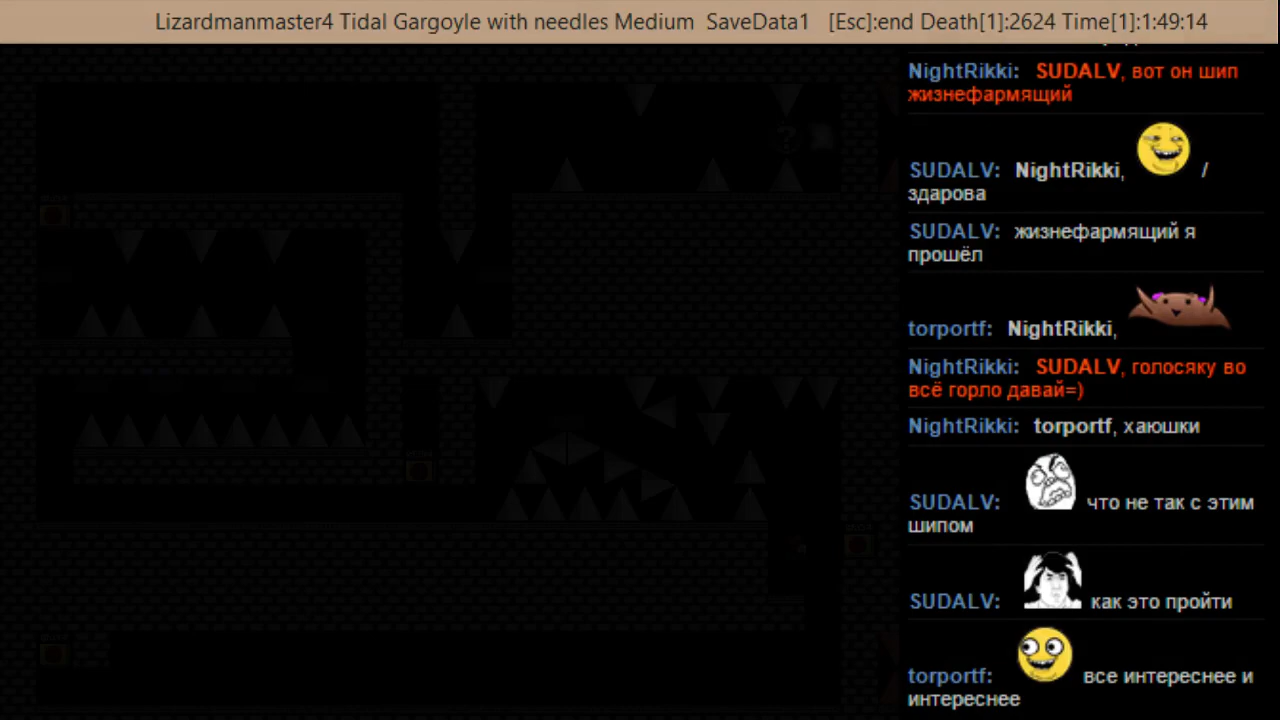 Lizardmanmaster4 Tidal Gargoyle with needles Medium  SaveData1   [Esc]:end Death[1]:2624 Time[1]:1:49:14
NightRikki: SUDALV, вот он шип
жизнефармящий
SUDALV: NightRikki, /
здарова
SUDALV: жизнефармящий я
прошёл
torportf: NightRikki,
NightRikki: SUDALV, голосяку во
всё горло давай=)
NightRikki: torportf, хаюшки
SUDALV: что не так с этим
шипом
SUDALV: как это пройти
torportf: все интереснее и
интереснее